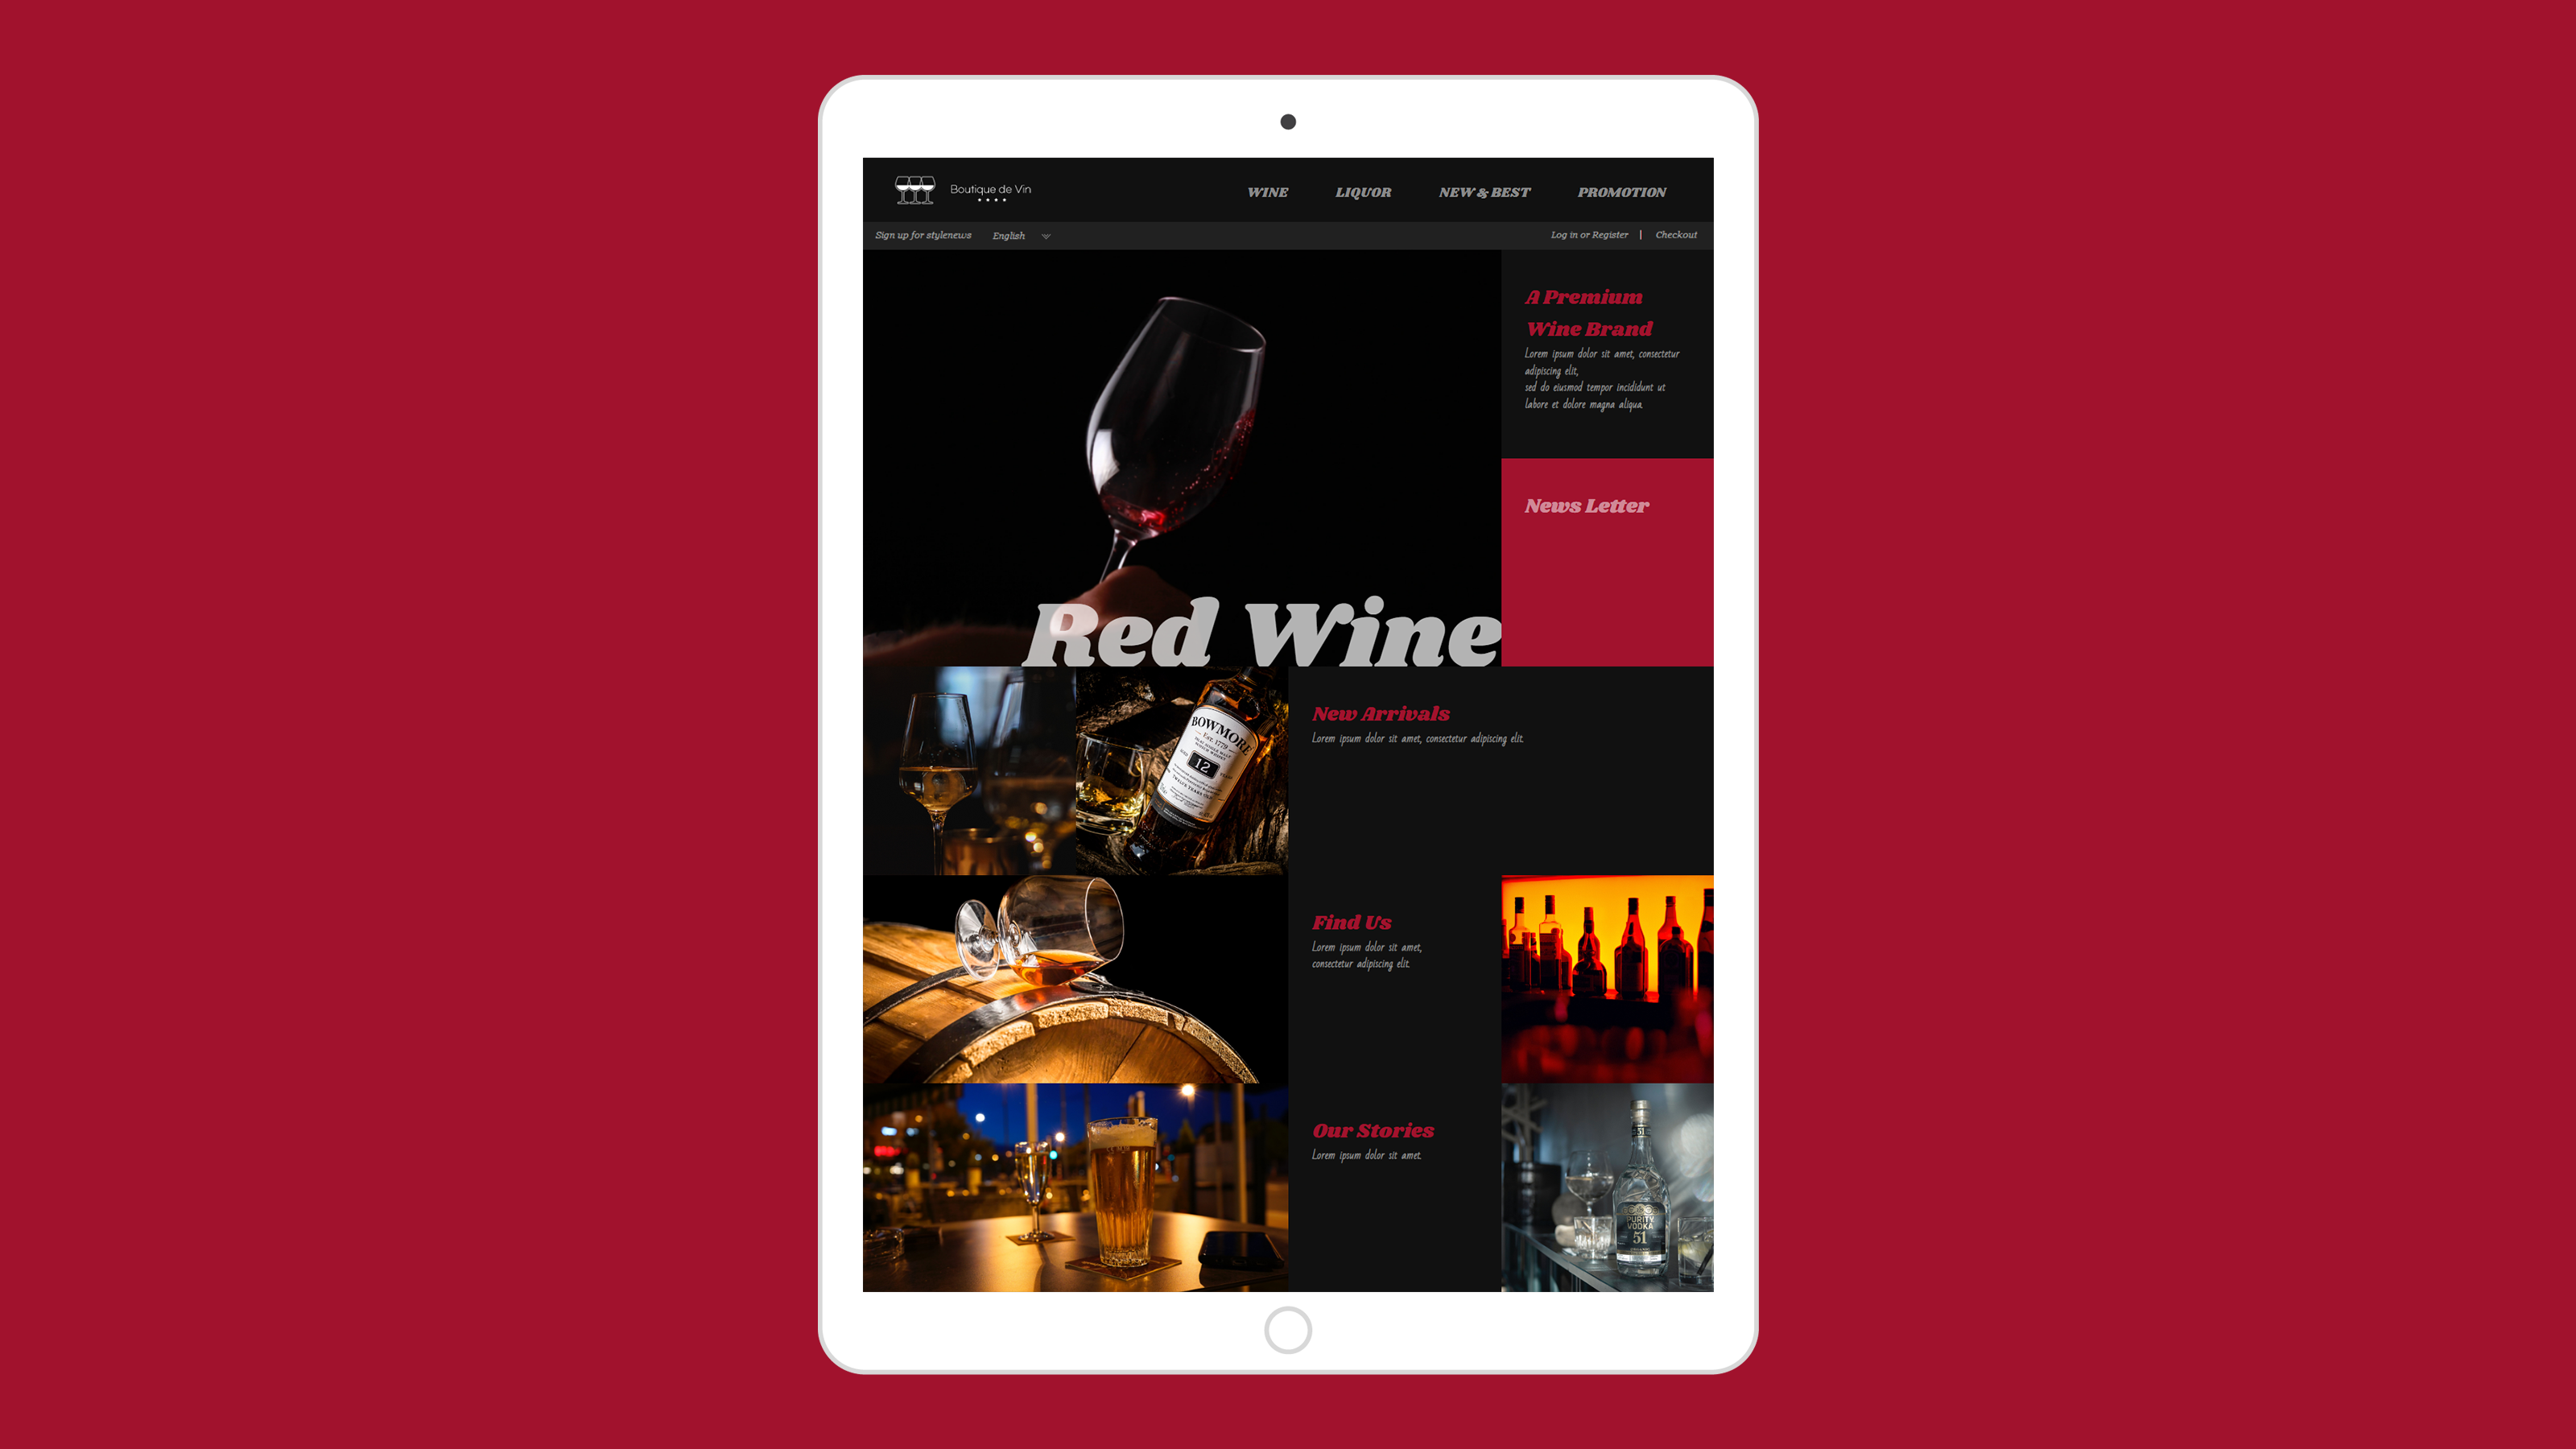 Boutique de Vin
WINE LIQUOR NEW & BEST PROMOTION
Sign up for stylenews English Log in or Register | Checkout
A Premium
Wine Brand
Lorem ipsum dolor sit amet, consectetur
adipiscing elit,
sed do eiusmod tempor incididunt ut
labore et dolore magna aliqua.
News Letter
Red Wine
BOWMORE
EST. 1779
12
TWELVE YEARS OLD
New Arrivals
Lorem ipsum dolor sit amet, consectetur adipiscing elit.
Find Us
Lorem ipsum dolor sit amet,
consectetur adipiscing elit.
Our Stories
Lorem ipsum dolor sit amet.
51
PURITY
VODKA
51